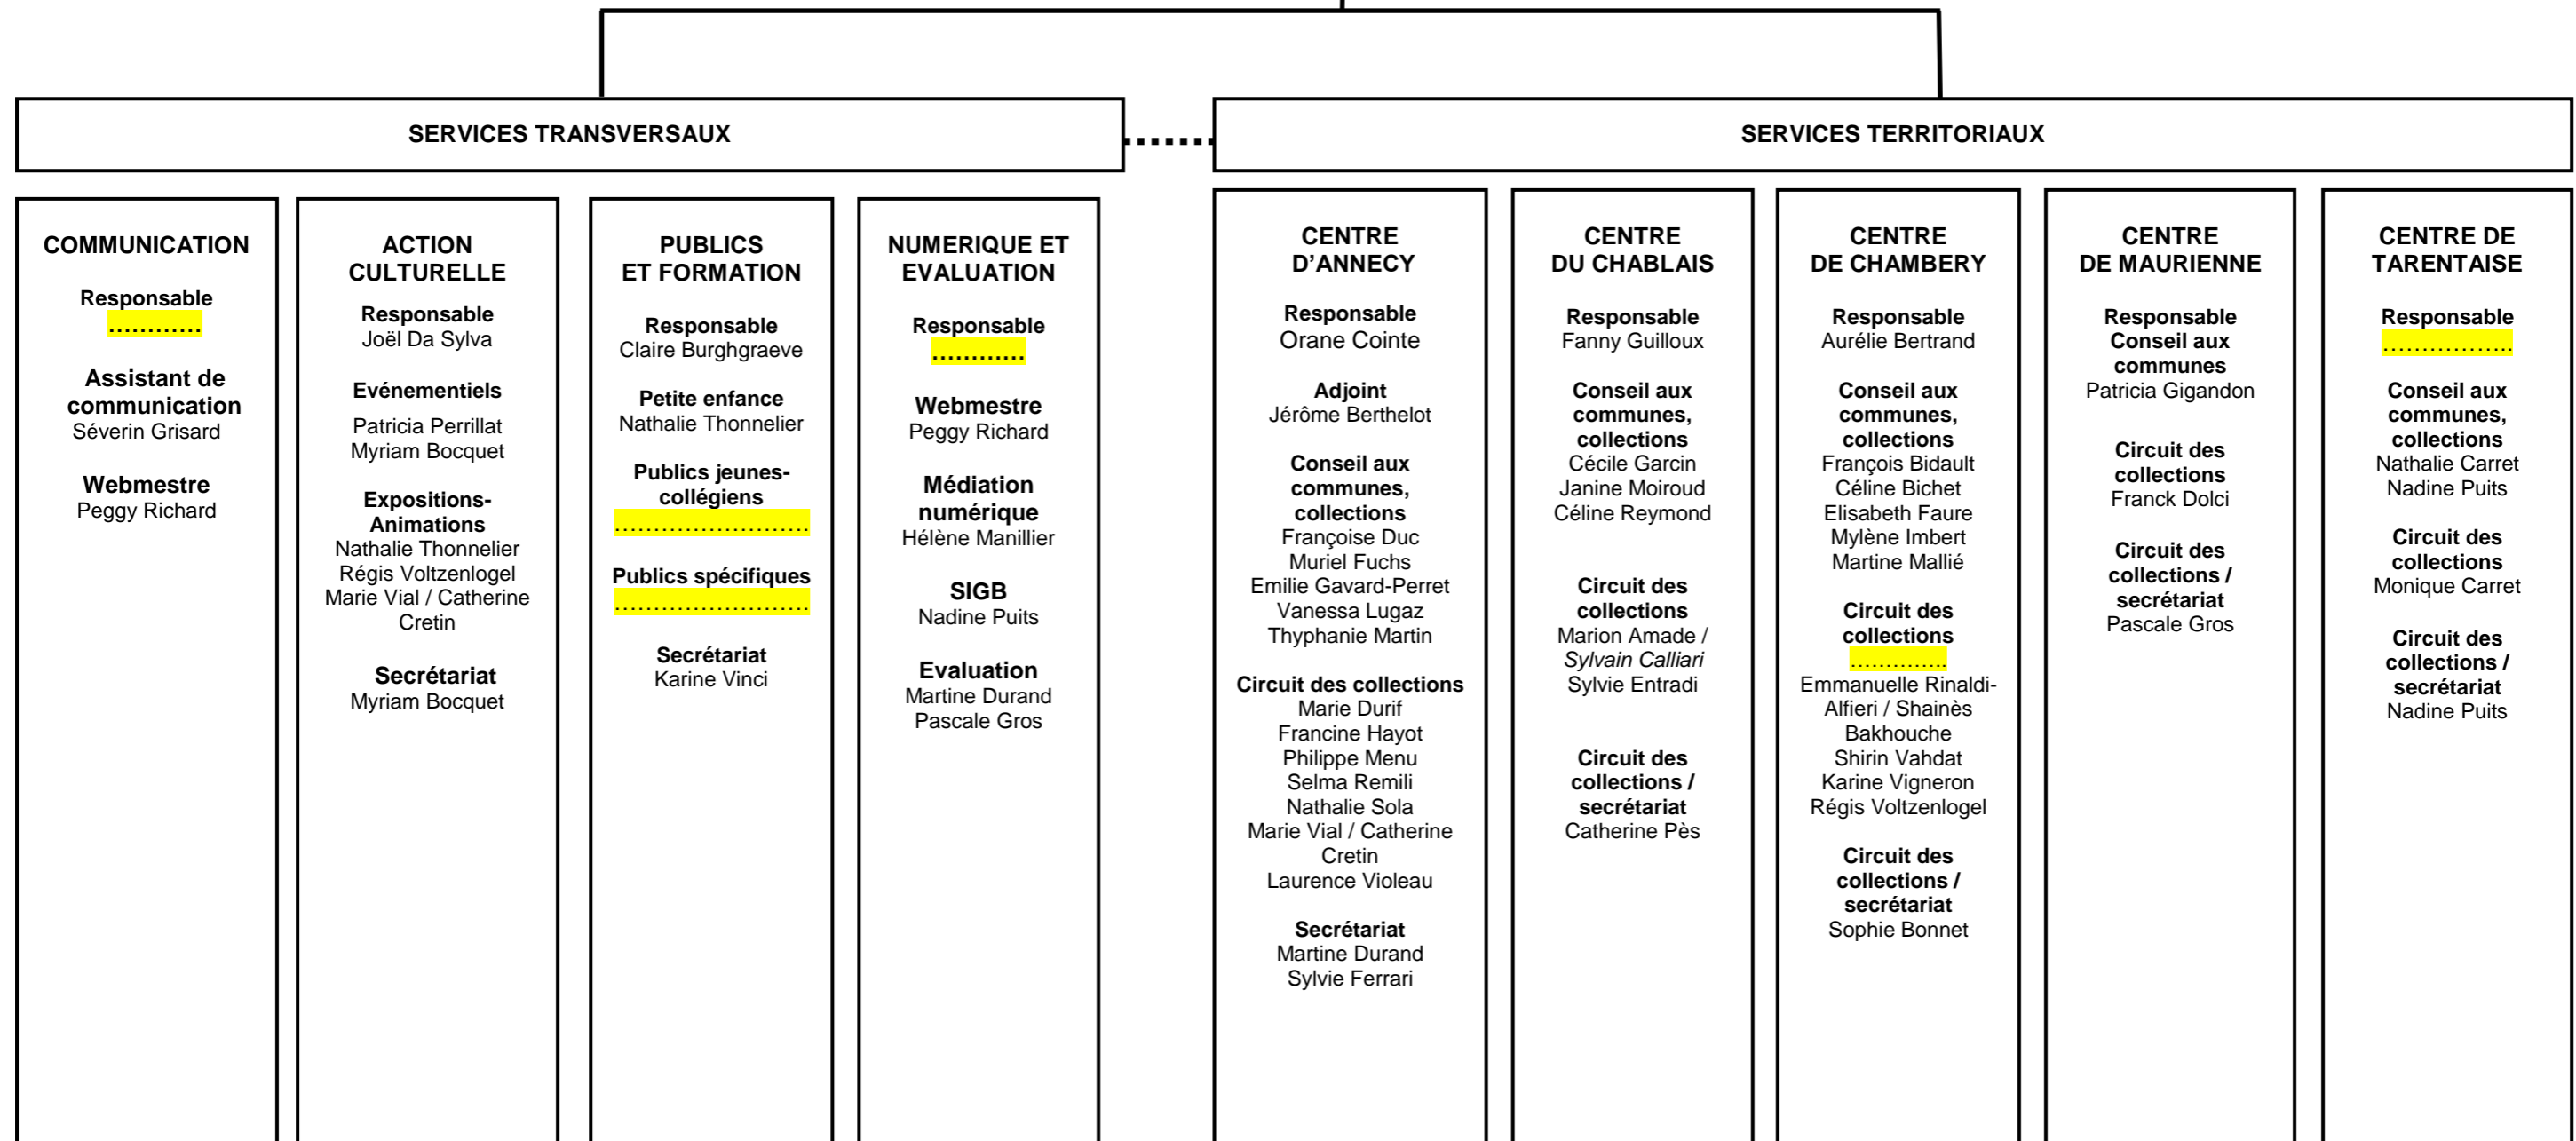 SERVICES TRANSVERSAUX
SERVICES TERRITORIAUX
COMMUNICATION
Responsable
…………
Assistant de
communication
Séverin Grisard
Webmestre
Peggy Richard
ACTION
CULTURELLE
Responsable
Joël Da Sylva
Evénementiels
Patricia Perrillat
Myriam Bocquet
Expositions-
Animations
Nathalie Thonnelier
Régis Voltzenlogel
Marie Vial / Catherine
Cretin
Secrétariat
Myriam Bocquet
PUBLICS
ET FORMATION
Responsable
Claire Burghgraeve
Petite enfance
Nathalie Thonnelier
Publics jeunes-
collégiens
…………………….
Publics spécifiques
…………………….
Secrétariat
Karine Vinci
NUMERIQUE ET
EVALUATION
Responsable
…………
Webmestre
Peggy Richard
Médiation
numérique
Hélène Manillier
SIGB
Nadine Puits
Evaluation
Martine Durand
Pascale Gros
CENTRE
D’ANNECY
Responsable
Orane Cointe
Adjoint
Jérôme Berthelot
Conseil aux
communes,
collections
Françoise Duc
Muriel Fuchs
Emilie Gavard-Perret
Vanessa Lugaz
Thyphanie Martin
Circuit des collections
Marie Durif
Francine Hayot
Philippe Menu
Selma Remili
Nathalie Sola
Marie Vial / Catherine
Cretin
Laurence Violeau
Secrétariat
Martine Durand
Sylvie Ferrari
CENTRE
DU CHABLAIS
Responsable
Fanny Guilloux
Conseil aux
communes,
collections
Cécile Garcin
Janine Moiroud
Céline Reymond
Circuit des
collections
Marion Amade /
Sylvain Calliari
Sylvie Entradi
Circuit des
collections /
secrétariat
Catherine Pès
CENTRE
DE CHAMBERY
Responsable
Aurélie Bertrand
Conseil aux
communes,
collections
François Bidault
Céline Bichet
Elisabeth Faure
Mylène Imbert
Martine Mallié
Circuit des
collections
………….
Emmanuelle Rinaldi-
Alfieri / Shainès
Bakhouche
Shirin Vahdat
Karine Vigneron
Régis Voltzenlogel
Circuit des
collections /
secrétariat
Sophie Bonnet
CENTRE
DE MAURIENNE
Responsable
Conseil aux
communes
Patricia Gigandon
Circuit des
collections
Franck Dolci
Circuit des
collections /
secrétariat
Pascale Gros
CENTRE DE
TARENTAISE
Responsable
……………..
Conseil aux
communes,
collections
Nathalie Carret
Nadine Puits
Circuit des
collections
Monique Carret
Circuit des
collections /
secrétariat
Nadine Puits